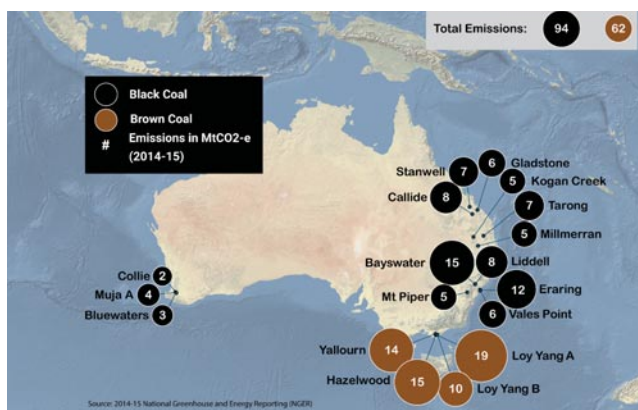 Total Emissions: 94 62
Black Coal
Brown Coal
# Emissions in MtCO2-e
(2014-15)
Stanwell 7
6 Gladstone
5 Kogan Creek
Callide 8
7 Tarong
5 Millmerran
Bayswater 15
8 Liddell
Mt Piper 5
12 Eraring
6 Vales Point
Collie 2
Muja A 4
Bluewaters 3
Yallourn 14
19 Loy Yang A
Hazelwood 15
10 Loy Yang B
Source: 2014-15 National Greenhouse and Energy Reporting (NGER)